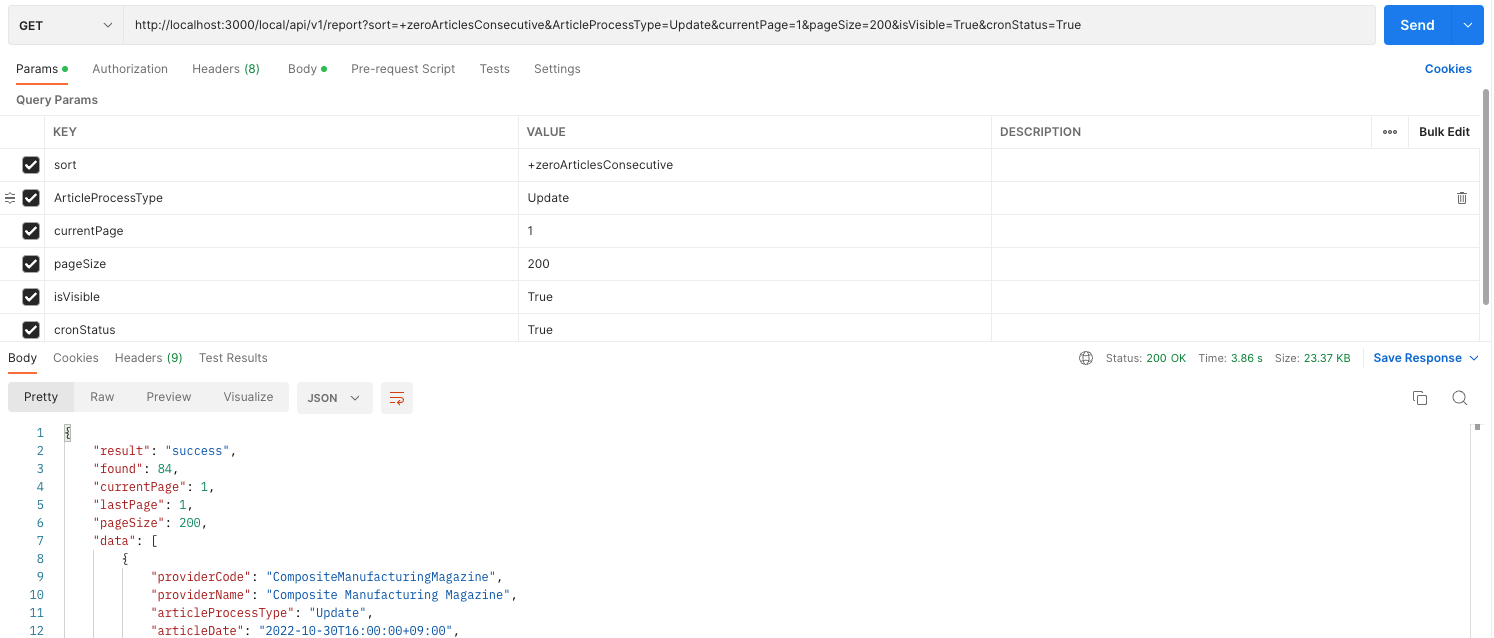 GET http://localhost:3000/local/api/v1/report?sort=+zeroArticlesConsecutive&ArticleProcessType=Update&currentPage=1&pageSize=200&isVisible=True&cronStatus=True Send
Params Authorization Headers (8) Body Pre-request Script Tests Settings Cookies
Query Params
KEY VALUE DESCRIPTION ••• Bulk Edit
sort +zeroArticlesConsecutive
ArticleProcessType Update
currentPage 1
pageSize 200
isVisible True
cronStatus True
Body Cookies Headers (9) Test Results Status: 200 OK Time: 3.86 s Size: 23.37 KB Save Response
Pretty Raw Preview Visualize JSON
1 {
2 "result": "success",
3 "found": 84,
4 "currentPage": 1,
5 "lastPage": 1,
6 "pageSize": 200,
7 "data": [
8 {
9 "providerCode": "CompositeManufacturingMagazine",
10 "providerName": "Composite Manufacturing Magazine",
11 "articleProcessType": "Update",
12 "articleDate": "2022-10-30T16:00:00+09:00",